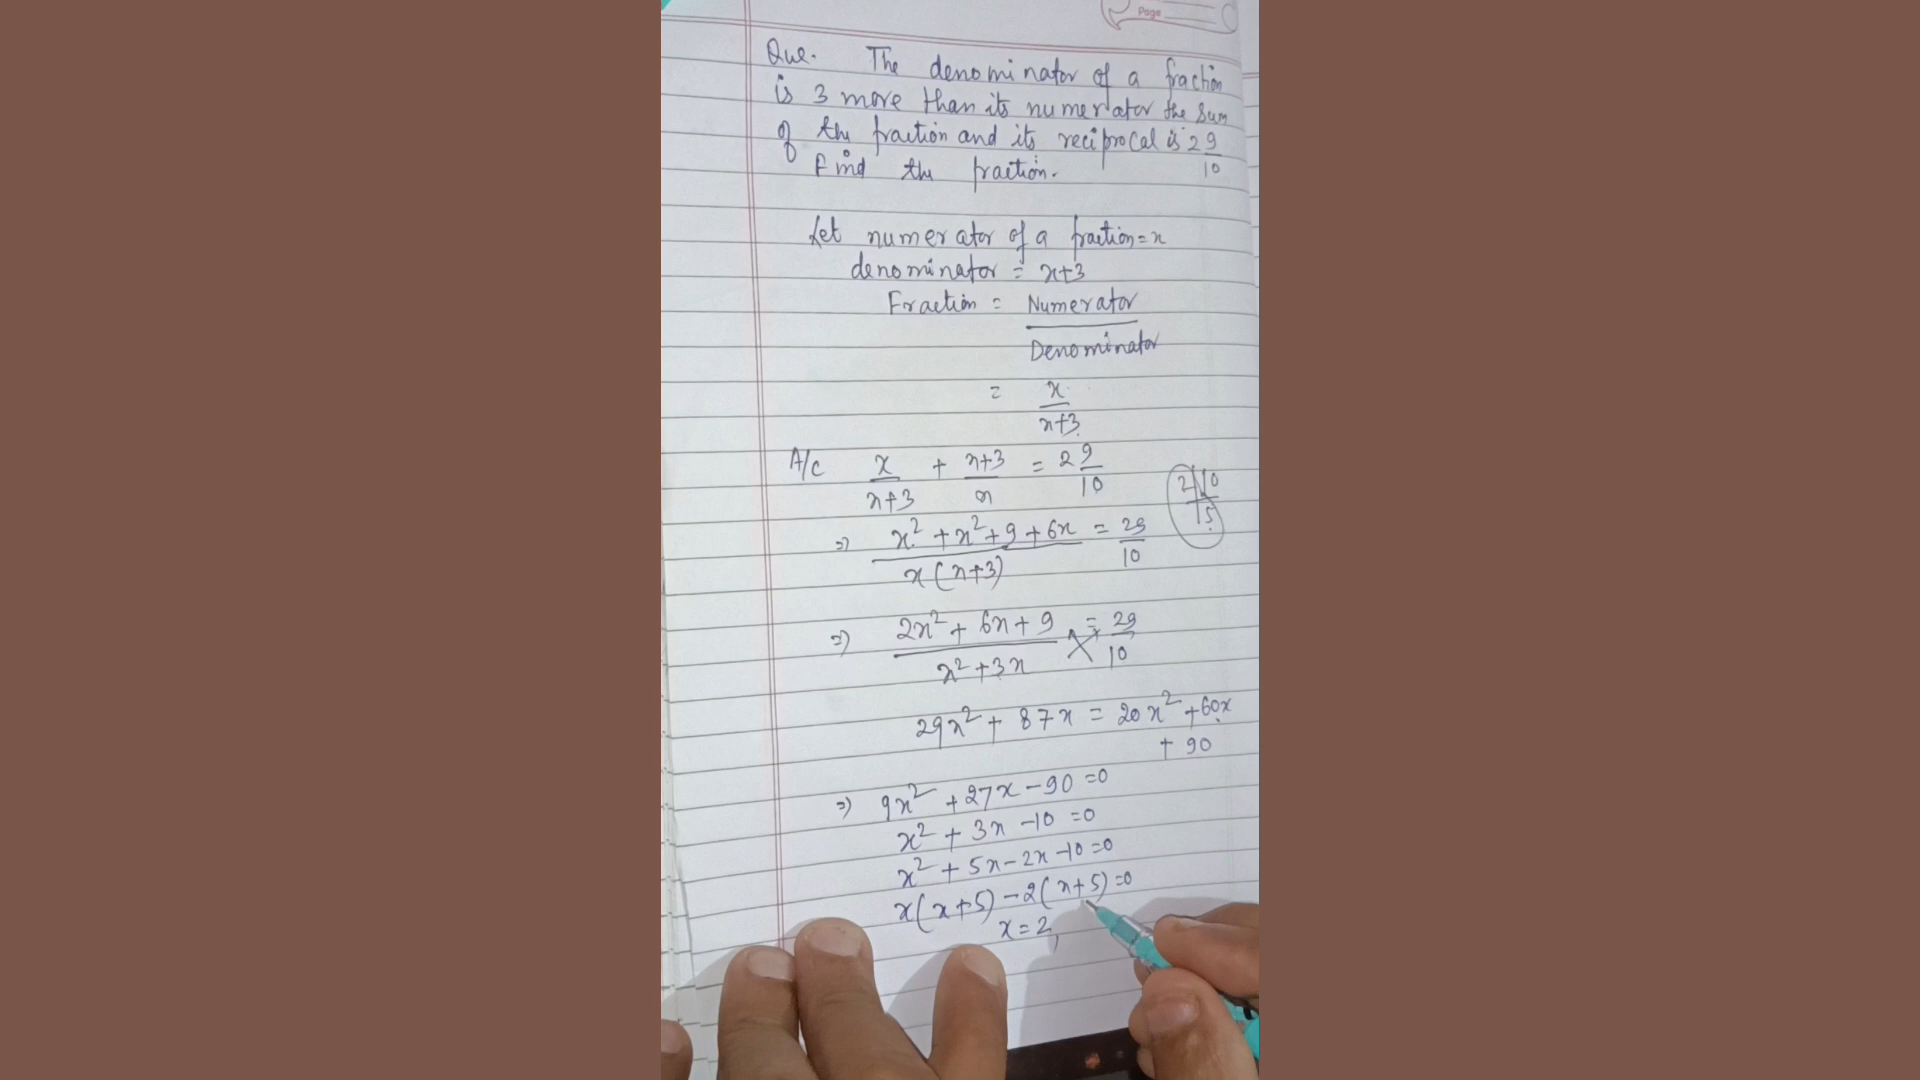 Page
Que. The denominator of a fraction
is 3 more than its numerator the sum
of the fraction and its reciprocal is 2 9/10
Find the fraction.
Let numerator of a fraction = x
denominator = x+3
Fraction = Numerator
Denominator
= x/x+3
A/c x/x+3 + x+3/x = 2 9/10
2 | 10
5
⇒ x² + x² + 9 + 6x / x(x+3) = 29/10
⇒ 2x² + 6x + 9 / x² + 3x = 29/10
29x² + 87x = 20x² + 60x
+ 90
⇒ 9x² + 27x - 90 = 0
x² + 3x - 10 = 0
x² + 5x - 2x - 10 = 0
x(x+5) - 2(x+5) = 0
x = 2,